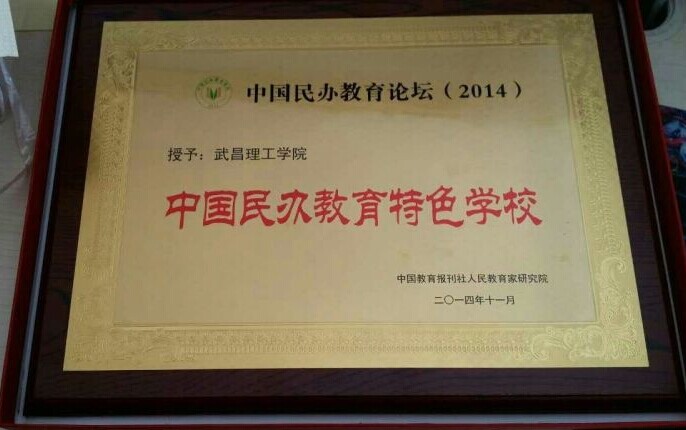 中国民办教育论坛（2014）
授予：武昌理工学院
中国民办教育特色学校
中国教育报刊社人民教育家研究院
二〇一四年十一月